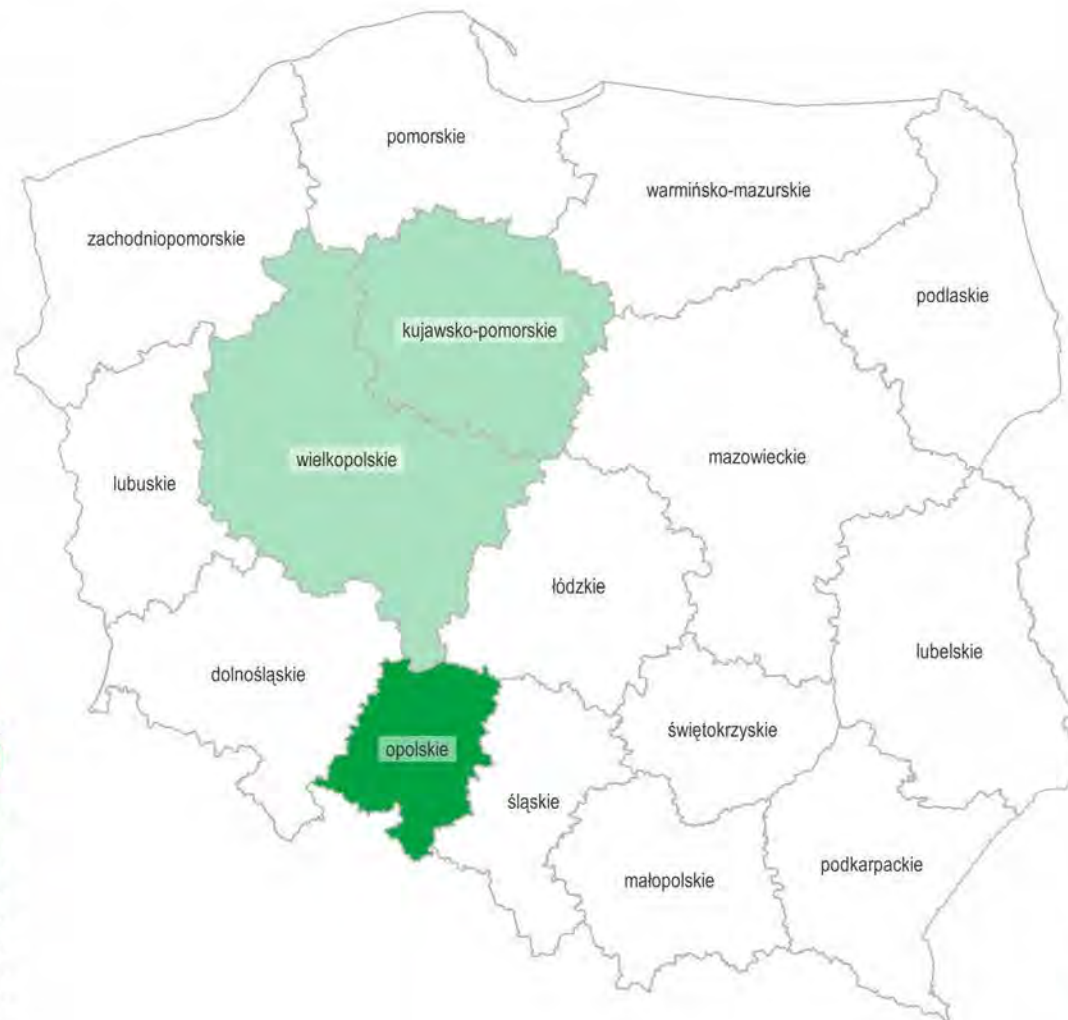 pomorskie
warmińsko-mazurskie
zachodniopomorskie
podlaskie
kujawsko-pomorskie
mazowieckie
wielkopolskie
lubuskie
łódzkie
lubelskie
dolnośląskie
świętokrzyskie
opolskie
śląskie
podkarpackie
małopolskie